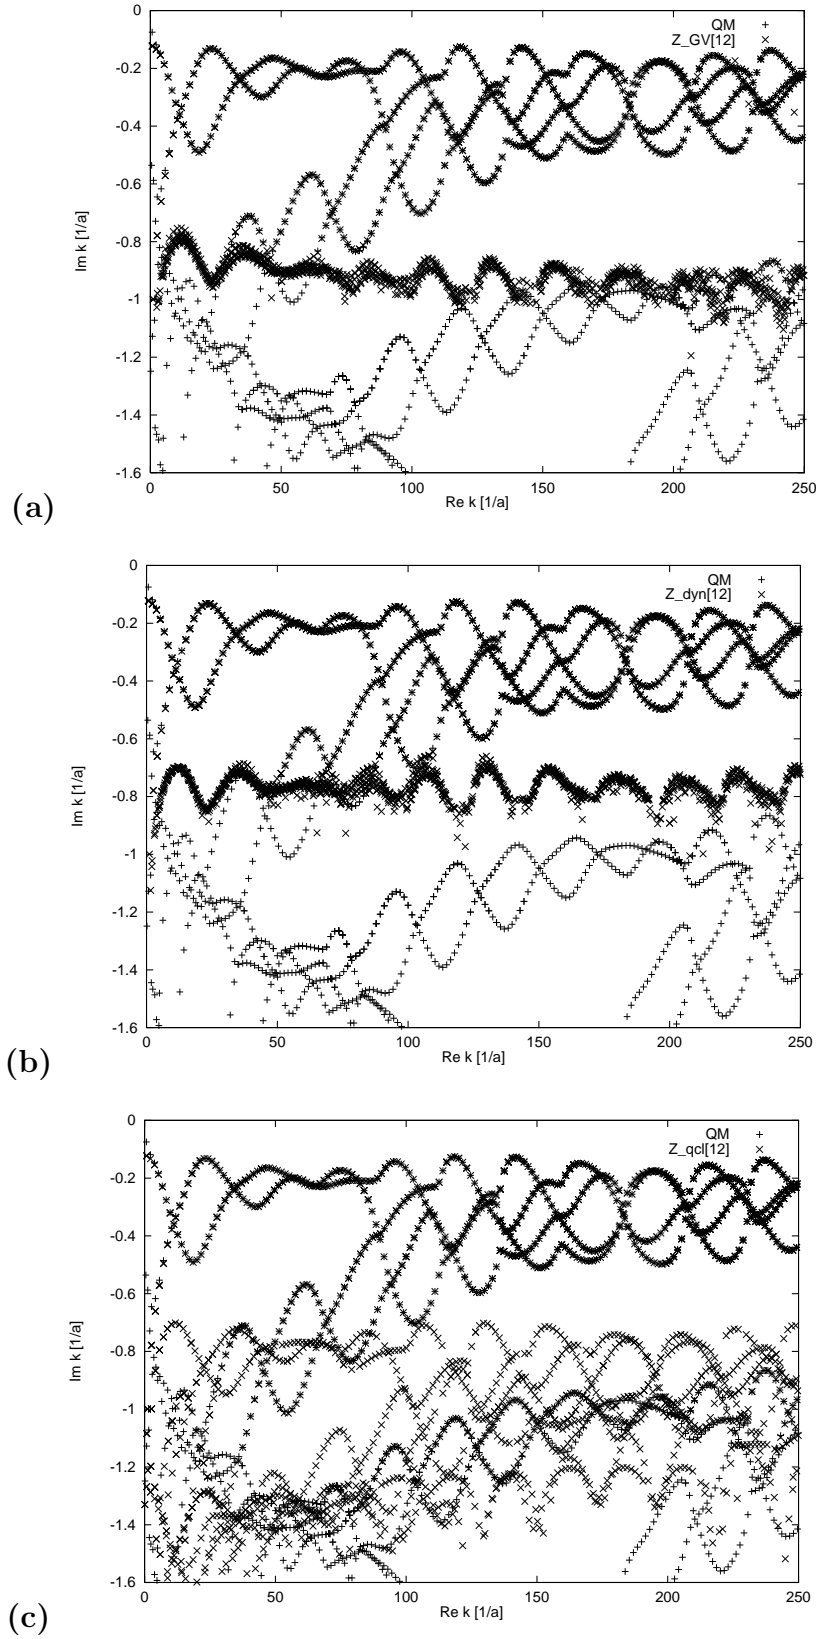 0
-0.2
-0.4
-0.6
-0.8
-1
-1.2
-1.4
-1.6
Im k [1/a]
QM +
Z_GV[12] ×
0 50 100 150 200 250
Re k [1/a]
(a)
0
-0.2
-0.4
-0.6
-0.8
-1
-1.2
-1.4
-1.6
Im k [1/a]
QM +
Z_dyn[12] ×
0 50 100 150 200 250
Re k [1/a]
(b)
0
-0.2
-0.4
-0.6
-0.8
-1
-1.2
-1.4
-1.6
Im k [1/a]
QM +
Z_qcl[12] ×
0 50 100 150 200 250
Re k [1/a]
(c)